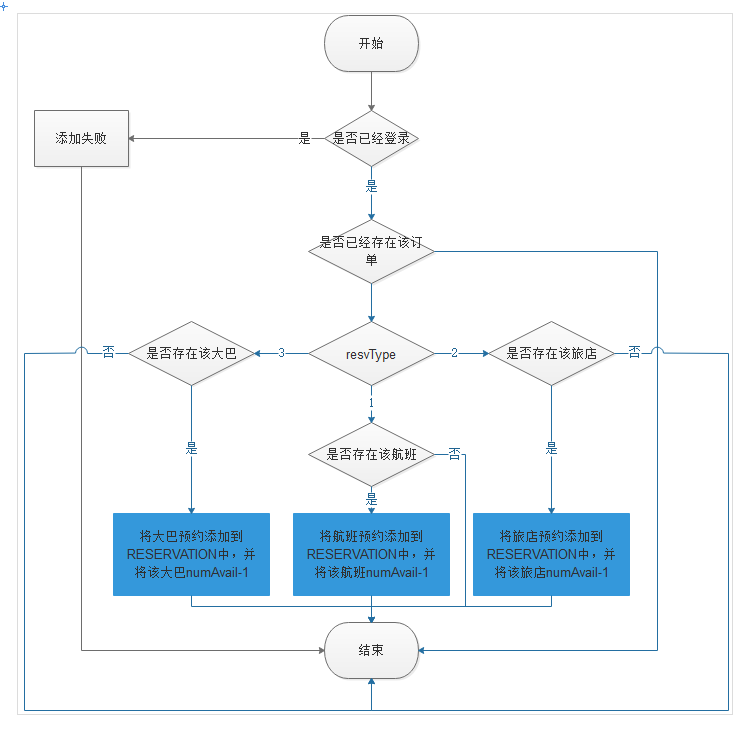 开始
添加失败
是
是否已经登录
是
是否已经存在该订
单
否
是否存在该大巴
3
resvType
2
是否存在该旅店
否
1
是否存在该航班
否
是
是
是
将大巴预约添加到
RESERVATION中，并
将该大巴numAvail-1
将航班预约添加到
RESERVATION中，并
将该航班numAvail-1
将旅店预约添加到
RESERVATION中，并
将该旅店numAvail-1
结束